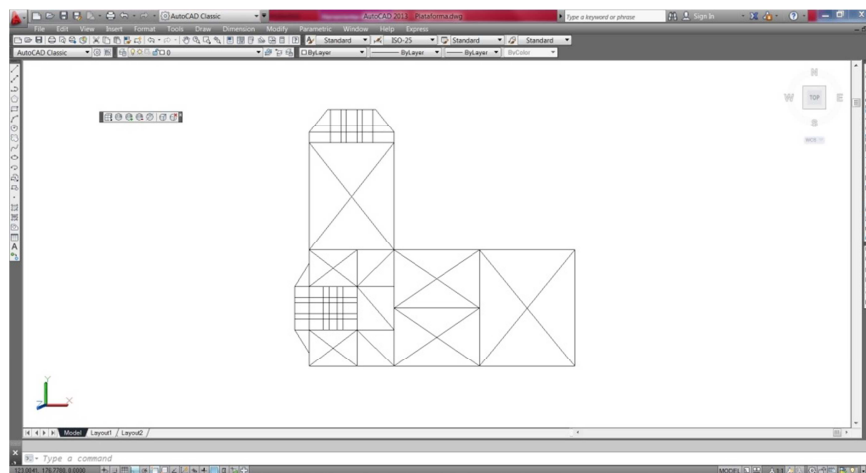 AutoCAD Classic
AutoCAD 2013 Plataforma.dwg
Type a keyword or phrase
Sign In
File Edit View Insert Format Tools Draw Dimension Modify Parametric Window Help Express
Standard ISO-25 Standard Standard
AutoCAD Classic 0 ByLayer ByLayer ByLayer ByColor
N
W TOP E
S
WCS
Y
X
Model Layout1 Layout2
Type a command
MODEL